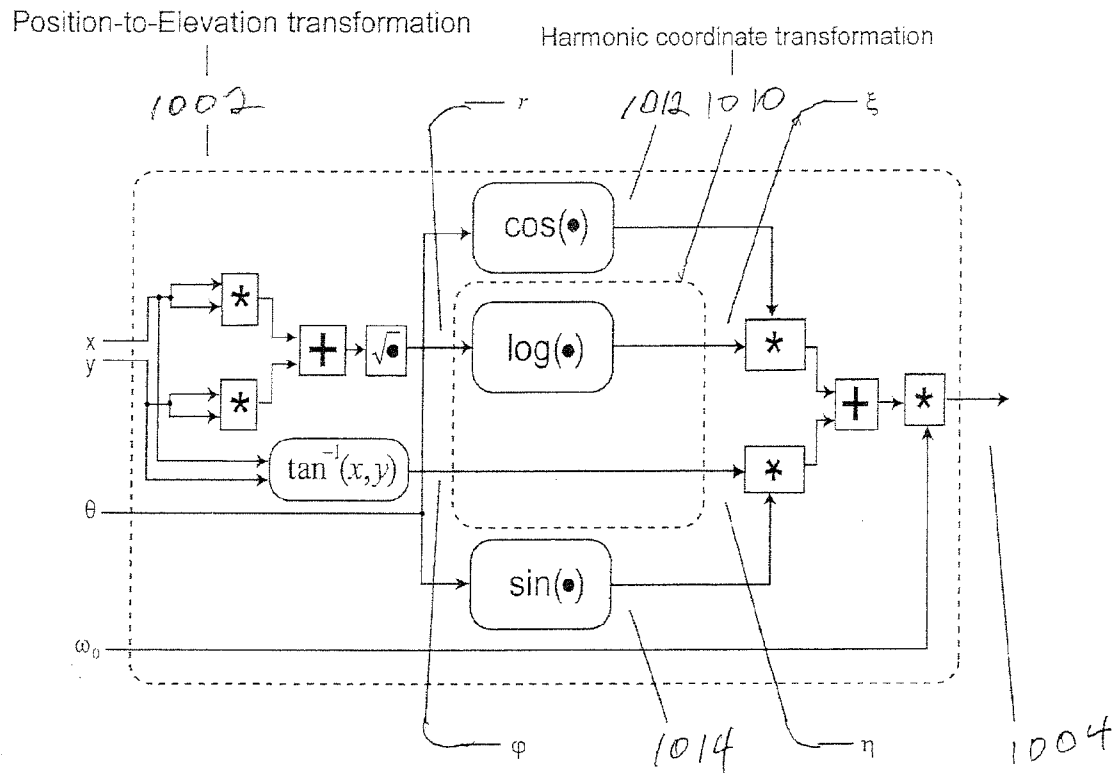 Position-to-Elevation transformation
Harmonic coordinate transformation
1002
r
1012
1010
ξ
cos(•)
*
x
y
+
√•
log(•)
*
*
+
*
tan⁻¹(x, y)
*
θ
sin(•)
ω₀
φ
1014
η
1004